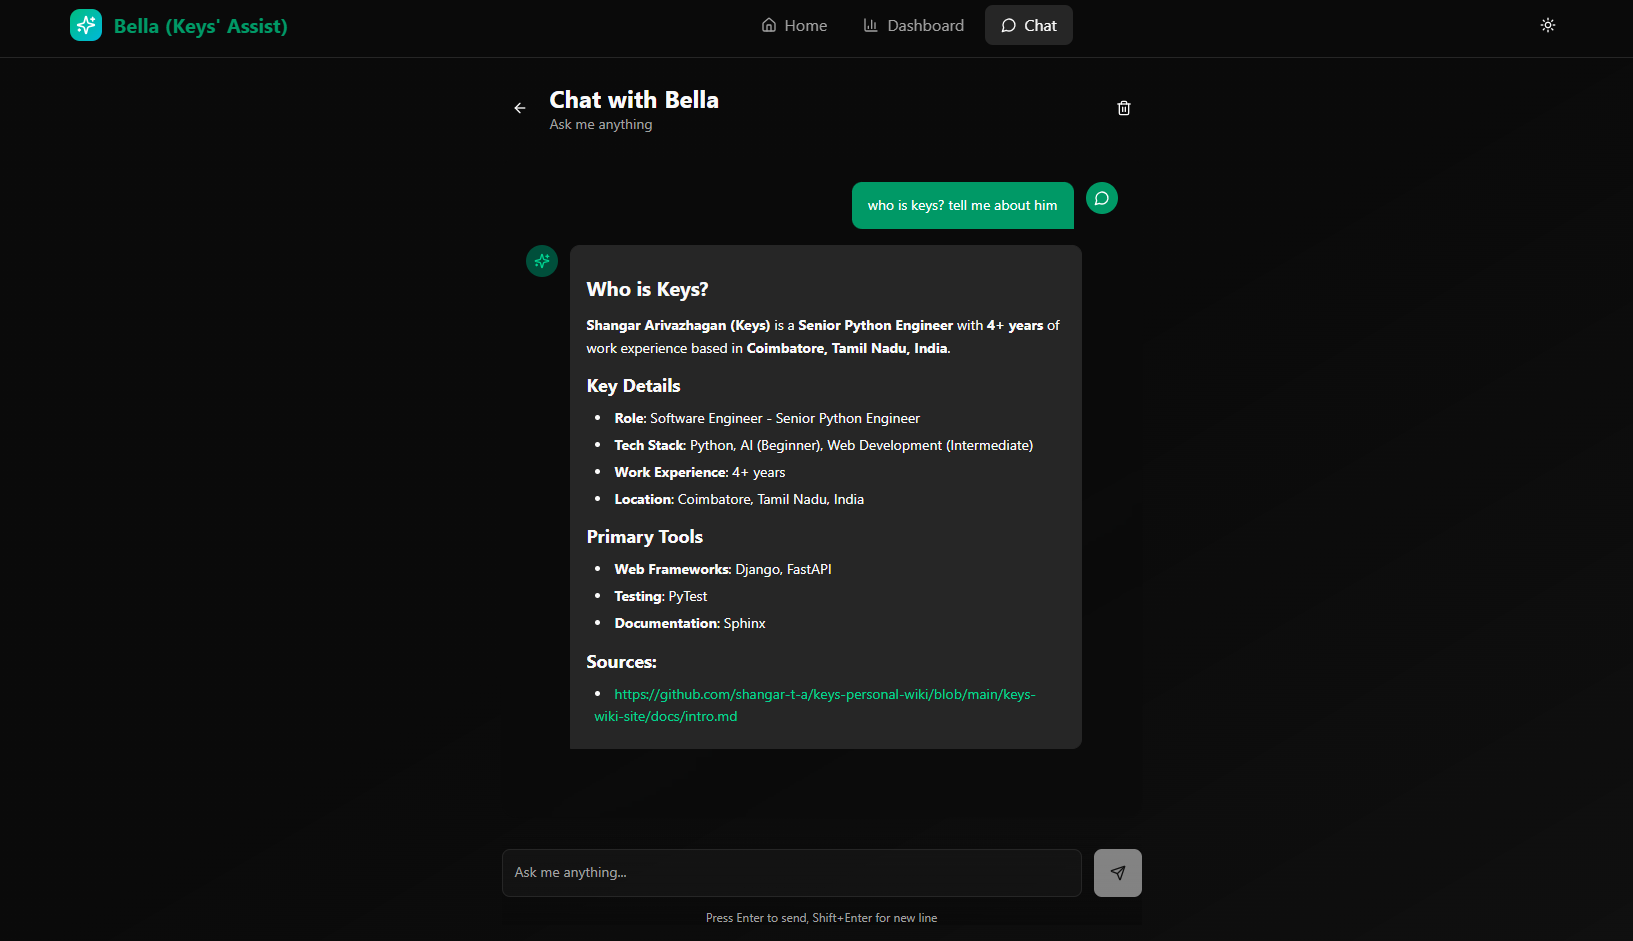 Bella (Keys' Assist)
Home
Dashboard
Chat
Chat with Bella
Ask me anything
who is keys? tell me about him
Who is Keys?
Shangar Arivazhagan (Keys) is a Senior Python Engineer with 4+ years of
work experience based in Coimbatore, Tamil Nadu, India.
Key Details
• Role: Software Engineer - Senior Python Engineer
• Tech Stack: Python, AI (Beginner), Web Development (Intermediate)
• Work Experience: 4+ years
• Location: Coimbatore, Tamil Nadu, India
Primary Tools
• Web Frameworks: Django, FastAPI
• Testing: PyTest
• Documentation: Sphinx
Sources:
• https://github.com/shangar-t-a/keys-personal-wiki/blob/main/keys-
wiki-site/docs/intro.md
Ask me anything...
Press Enter to send, Shift+Enter for new line